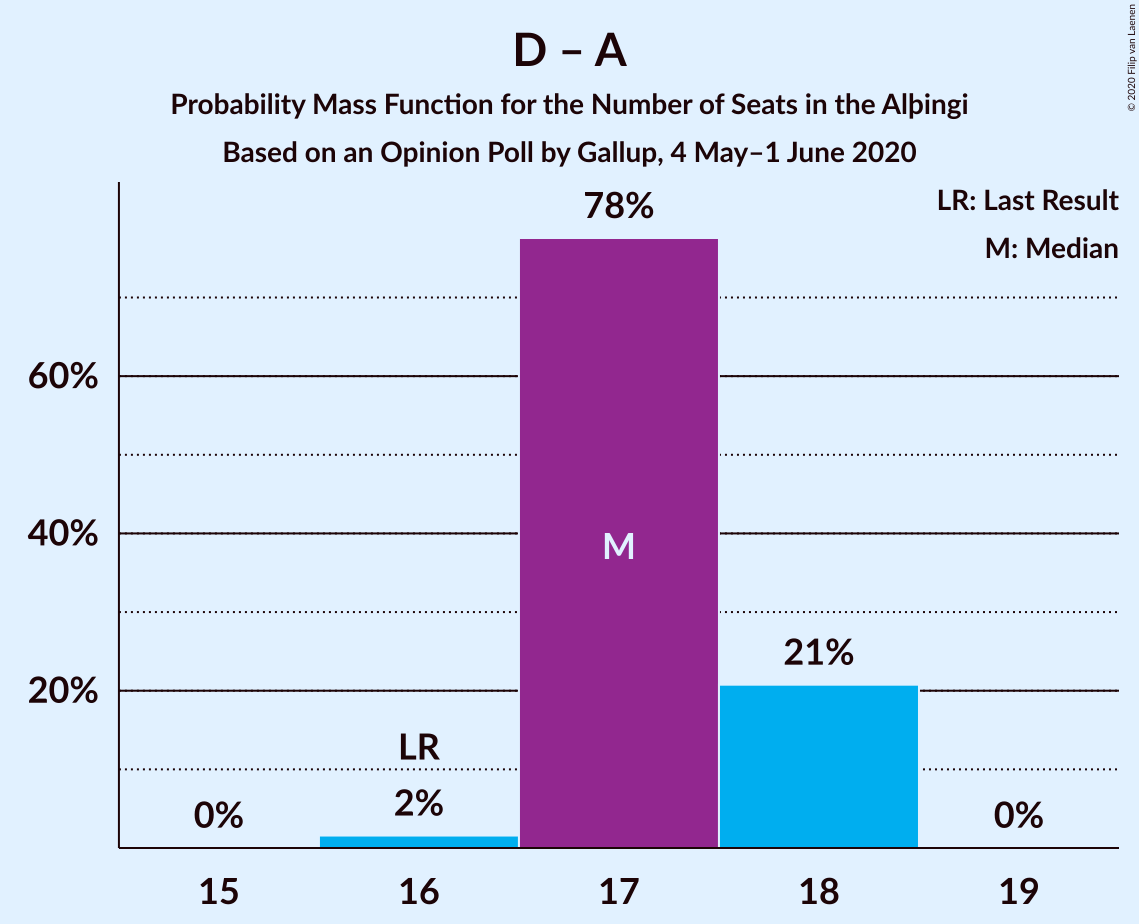 D – A
Probability Mass Function for the Number of Seats in the Alþingi
Based on an Opinion Poll by Gallup, 4 May–1 June 2020
© 2020 Filip van Laenen
LR: Last Result
M: Median
78%
60%
40%
20%
M
21%
LR
2%
0%
0%
15 16 17 18 19